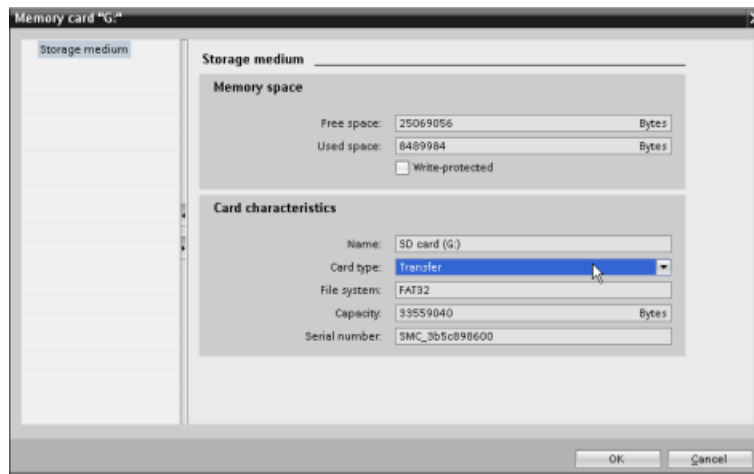 Memory card "G:"
Storage medium
Storage medium
Memory space
Free space: 25069056 Bytes
Used space: 8489984 Bytes
Write-protected
Card characteristics
Name: SD card (G:)
Card type: Transfer
File system: FAT32
Capacity: 33559040 Bytes
Serial number: SMC_3b5c898600
OK Cancel